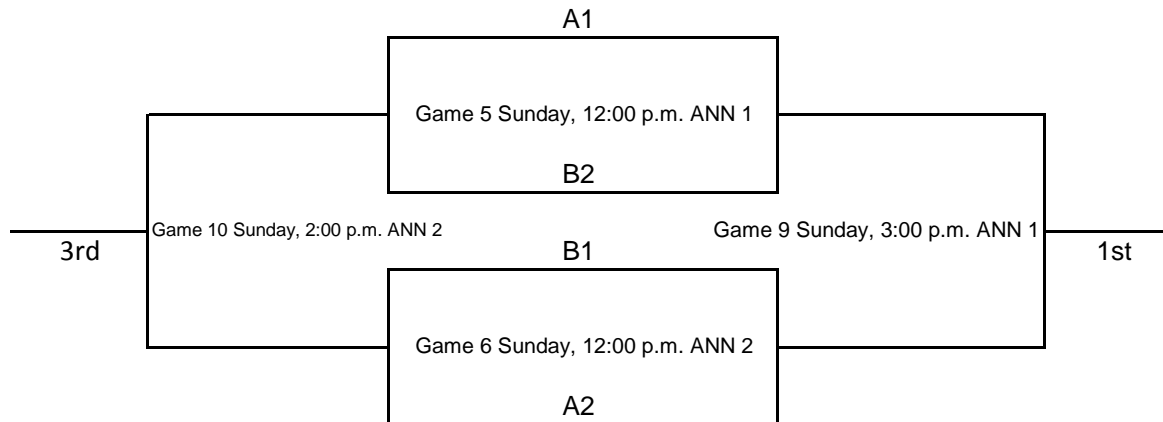 A1
Game 5 Sunday, 12:00 p.m. ANN 1
B2
Game 10 Sunday, 2:00 p.m. ANN 2
Game 9 Sunday, 3:00 p.m. ANN 1
3rd
B1
1st
Game 6 Sunday, 12:00 p.m. ANN 2
A2